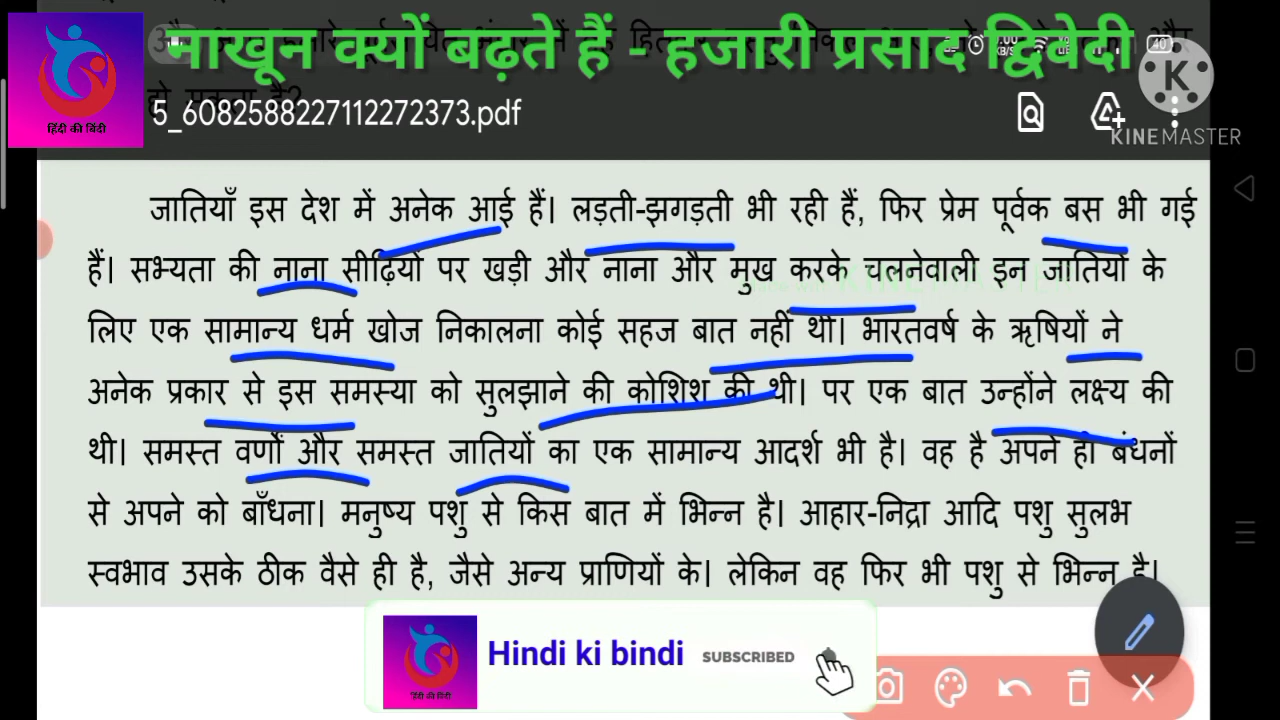 नाखून क्यों बढ़ते हैं - हजारी प्रसाद द्विवेदी
40
K
KINEMASTER
हिंदी की बिंदी
5_6082588227112272373.pdf
जातियाँ इस देश में अनेक आई हैं। लड़ती-झगड़ती भी रही हैं, फिर प्रेम पूर्वक बस भी गई
हैं। सभ्यता की नाना सीढ़ियों पर खड़ी और नाना और मुख करके चलनेवाली इन जातियों के
लिए एक सामान्य धर्म खोज निकालना कोई सहज बात नहीं थी। भारतवर्ष के ऋषियों ने
अनेक प्रकार से इस समस्या को सुलझाने की कोशिश की थी। पर एक बात उन्होंने लक्ष्य की
थी। समस्त वर्णों और समस्त जातियों का एक सामान्य आदर्श भी है। वह है अपने ही बंधनों
से अपने को बाँधना। मनुष्य पशु से किस बात में भिन्न है। आहार-निद्रा आदि पशु सुलभ
स्वभाव उसके ठीक वैसे ही है, जैसे अन्य प्राणियों के। लेकिन वह फिर भी पशु से भिन्न है।
Hindi ki bindi SUBSCRIBED
हिंदी की बिंदी